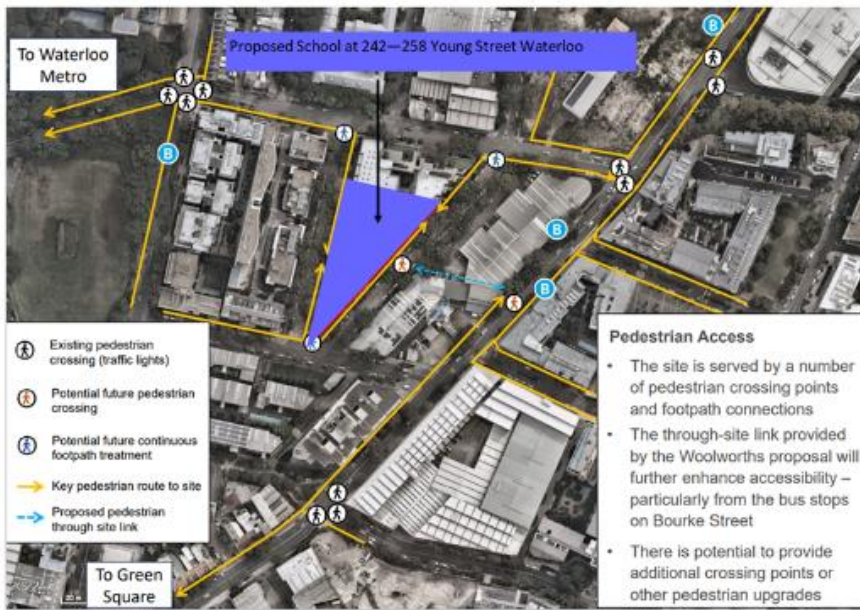 To Waterloo
Metro
Proposed School at 242—258 Young Street Waterloo
B
B
B
B
Existing pedestrian
crossing (traffic lights)
Potential future pedestrian
crossing
Potential future continuous
footpath treatment
Key pedestrian route to site
Proposed pedestrian
through site link
To Green
Square
Pedestrian Access
• The site is served by a number
of pedestrian crossing points
and footpath connections
• The through-site link provided
by the Woolworths proposal will
further enhance accessibility –
particularly from the bus stops
on Bourke Street
• There is potential to provide
additional crossing points or
other pedestrian upgrades